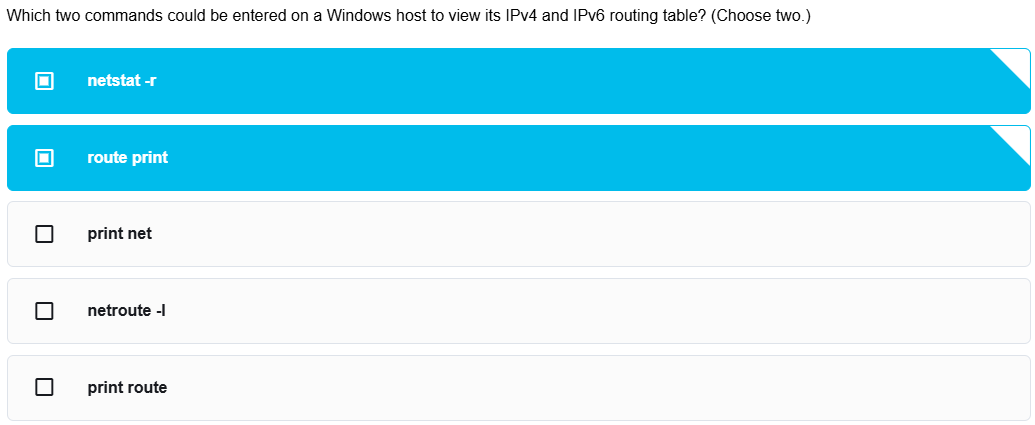 Which two commands could be entered on a Windows host to view its IPv4 and IPv6 routing table? (Choose two.)
netstat -r
route print
print net
netroute -l
print route